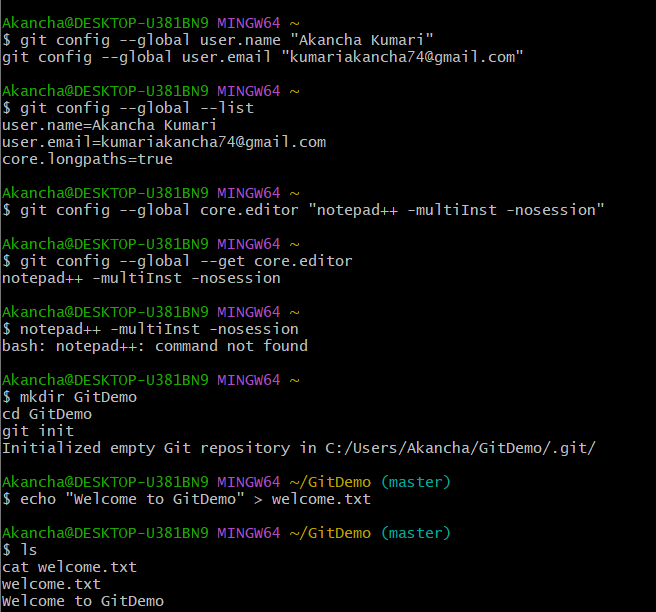 Akancha@DESKTOP-U381BN9 MINGW64 ~
$ git config --global user.name "Akancha Kumari"
git config --global user.email "kumariakancha74@gmail.com"
Akancha@DESKTOP-U381BN9 MINGW64 ~
$ git config --global --list
user.name=Akancha Kumari
user.email=kumariakancha74@gmail.com
core.longpaths=true
Akancha@DESKTOP-U381BN9 MINGW64 ~
$ git config --global core.editor "notepad++ -multiInst -nosession"
Akancha@DESKTOP-U381BN9 MINGW64 ~
$ git config --global --get core.editor
notepad++ -multiInst -nosession
Akancha@DESKTOP-U381BN9 MINGW64 ~
$ notepad++ -multiInst -nosession
bash: notepad++: command not found
Akancha@DESKTOP-U381BN9 MINGW64 ~
$ mkdir GitDemo
cd GitDemo
git init
Initialized empty Git repository in C:/Users/Akancha/GitDemo/.git/
Akancha@DESKTOP-U381BN9 MINGW64 ~/GitDemo (master)
$ echo "Welcome to GitDemo" > welcome.txt
Akancha@DESKTOP-U381BN9 MINGW64 ~/GitDemo (master)
$ ls
cat welcome.txt
welcome.txt
Welcome to GitDemo